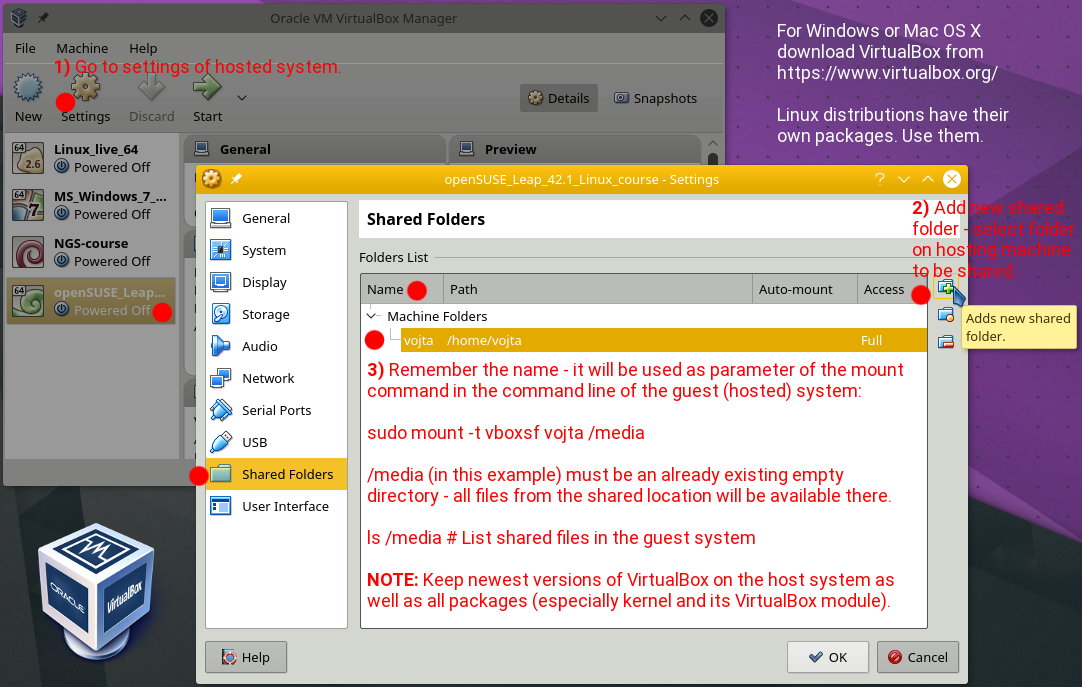 Oracle VM VirtualBox Manager
File Machine Help
1) Go to settings of hosted system.
New Settings Discard Start
Details Snapshots
For Windows or Mac OS X
download VirtualBox from
https://www.virtualbox.org/
Linux distributions have their
own packages. Use them.
64 2.6 Linux_live_64
Powered Off
64 7 MS_Windows_7_...
Powered Off
64 NGS-course
Powered Off
64 openSUSE_Leap...
Powered Off
General
Preview
openSUSE_Leap_42.1_Linux_course - Settings
General
System
Display
Storage
Audio
Network
Serial Ports
USB
Shared Folders
User Interface
Shared Folders
2) Add new shared
folder - select folder
on hosting machine
to be shared.
Folders List
Name Path Auto-mount Access
Machine Folders
vojta /home/vojta Full
Adds new shared
folder.
3) Remember the name - it will be used as parameter of the mount
command in the command line of the guest (hosted) system:
sudo mount -t vboxsf vojta /media
/media (in this example) must be an already existing empty
directory - all files from the shared location will be available there.
ls /media # List shared files in the guest system
NOTE: Keep newest versions of VirtualBox on the host system as
well as all packages (especially kernel and its VirtualBox module).
Help OK Cancel
ORACLE VirtualBox